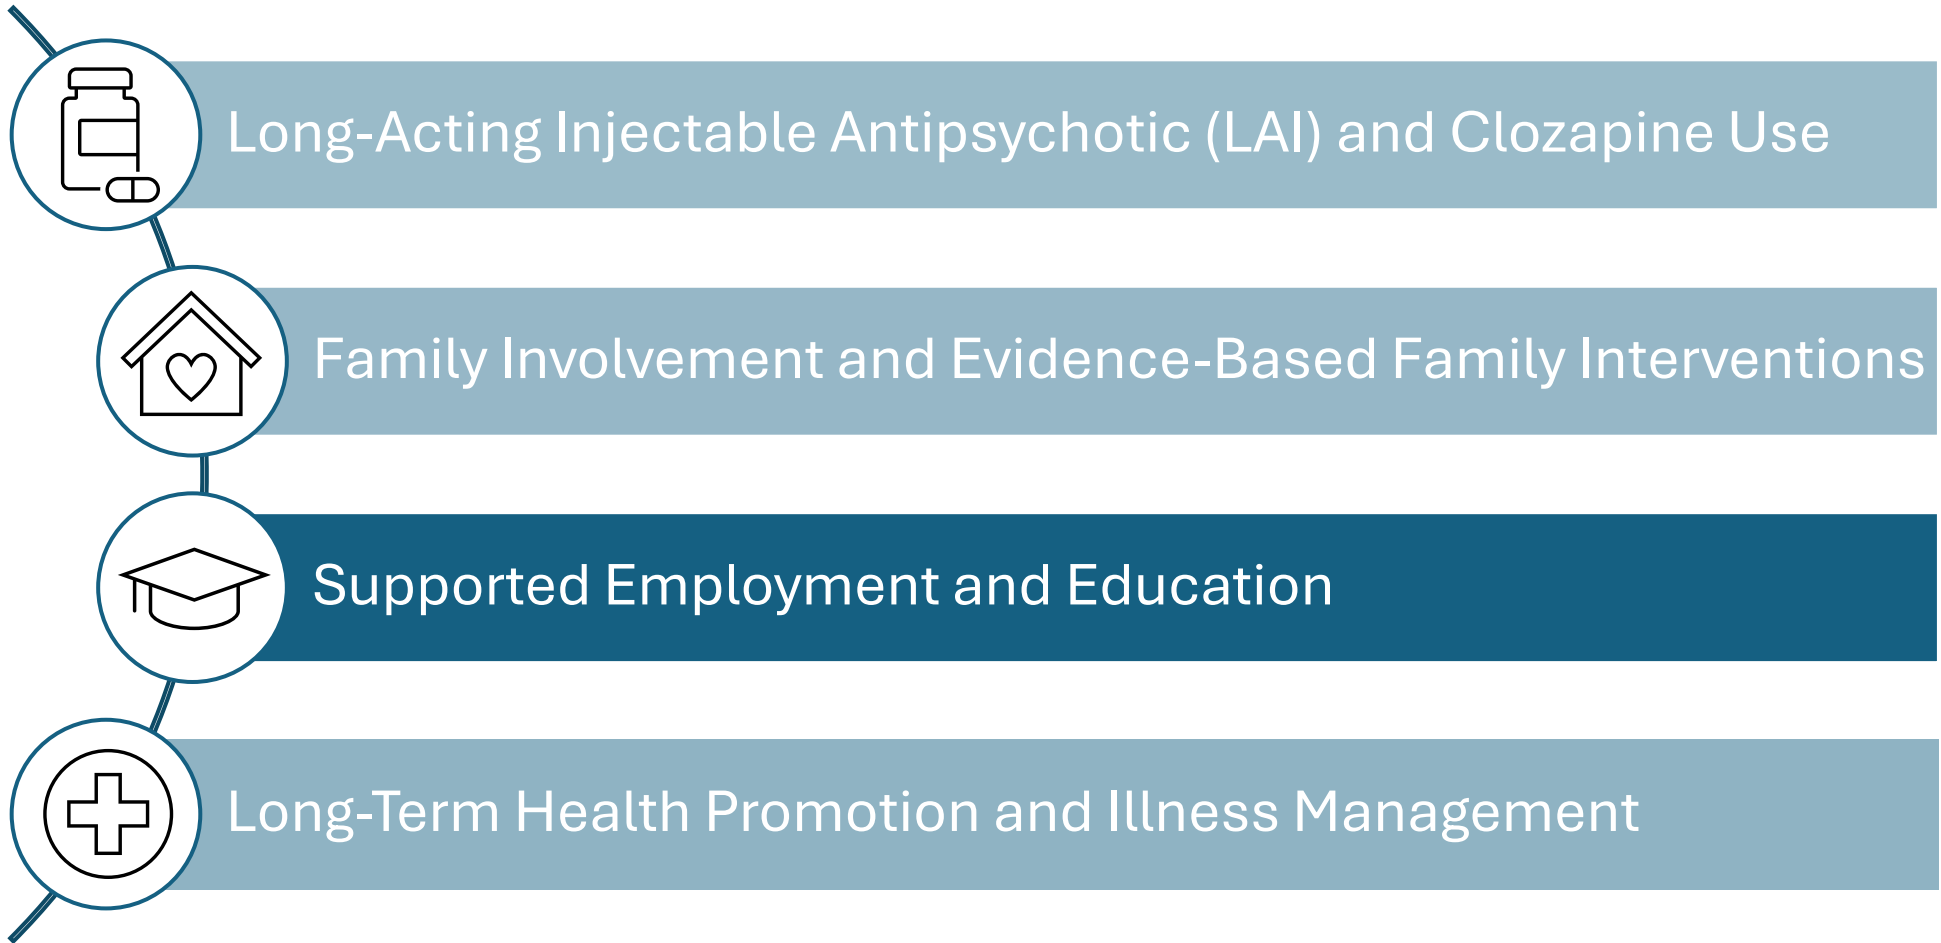 Long-Acting Injectable Antipsychotic (LAI) and Clozapine Use
Family Involvement and Evidence-Based Family Interventions
Supported Employment and Education
Long-Term Health Promotion and Illness Management